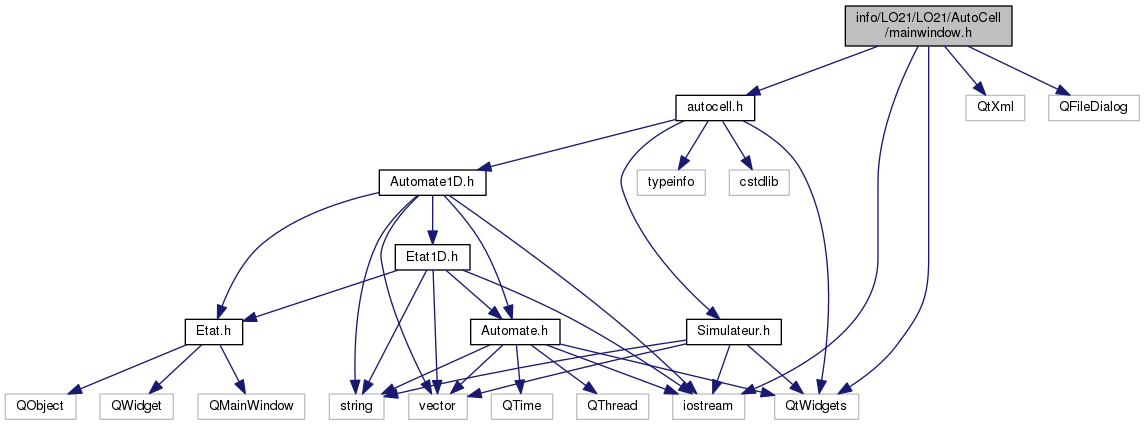 info/LO21/LO21/AutoCell
/mainwindow.h
autocell.h
QtXml
QFileDialog
Automate1D.h
typeinfo
cstdlib
Etat1D.h
Etat.h
Automate.h
Simulateur.h
QObject
QWidget
QMainWindow
string
vector
QTime
QThread
iostream
QtWidgets